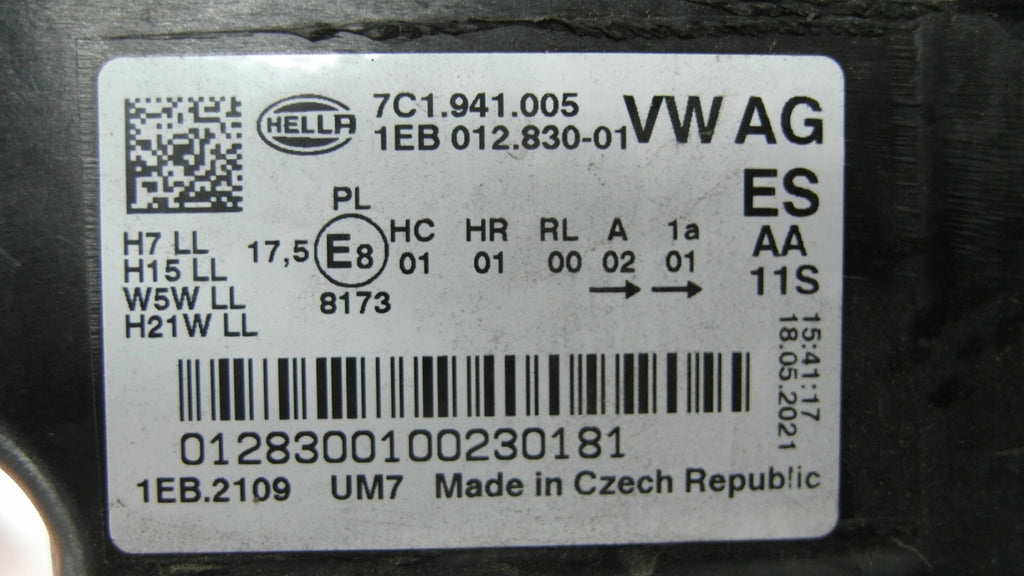 HELLA
7C1.941.005
1EB 012.830-01
VW AG
ES
AA
11S
PL
17,5 E8
8173
HC HR RL A 1a
01 01 00 02 01
→ →
H7 LL
H15 LL
W5W LL
H21W LL
15:41:17
18.05.2021
0128300100230181
1EB.2109 UM7 Made in Czech Republic